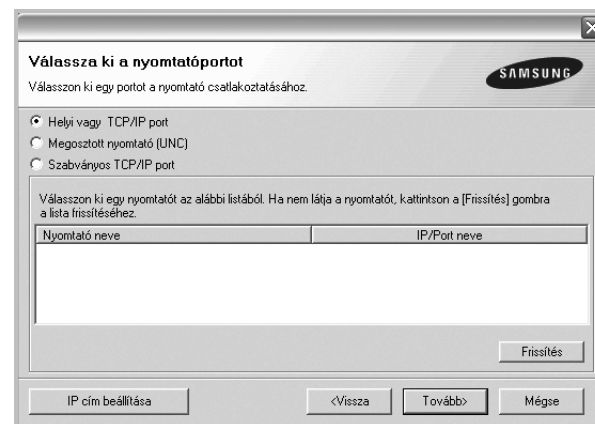 Válassza ki a nyomtatóportot
Válasszon ki egy portot a nyomtató csatlakoztatásához.
SAMSUNG
Helyi vagy TCP/IP port
Megosztott nyomtató (UNC)
Szabványos TCP/IP port
Válasszon ki egy nyomtatót az alábbi listából. Ha nem látja a nyomtatót, kattintson a [Frissítés] gombra
a lista frissítéséhez.
Nyomtató neve IP/Port neve
Frissítés
IP cím beállítása <Vissza Tovább> Mégse